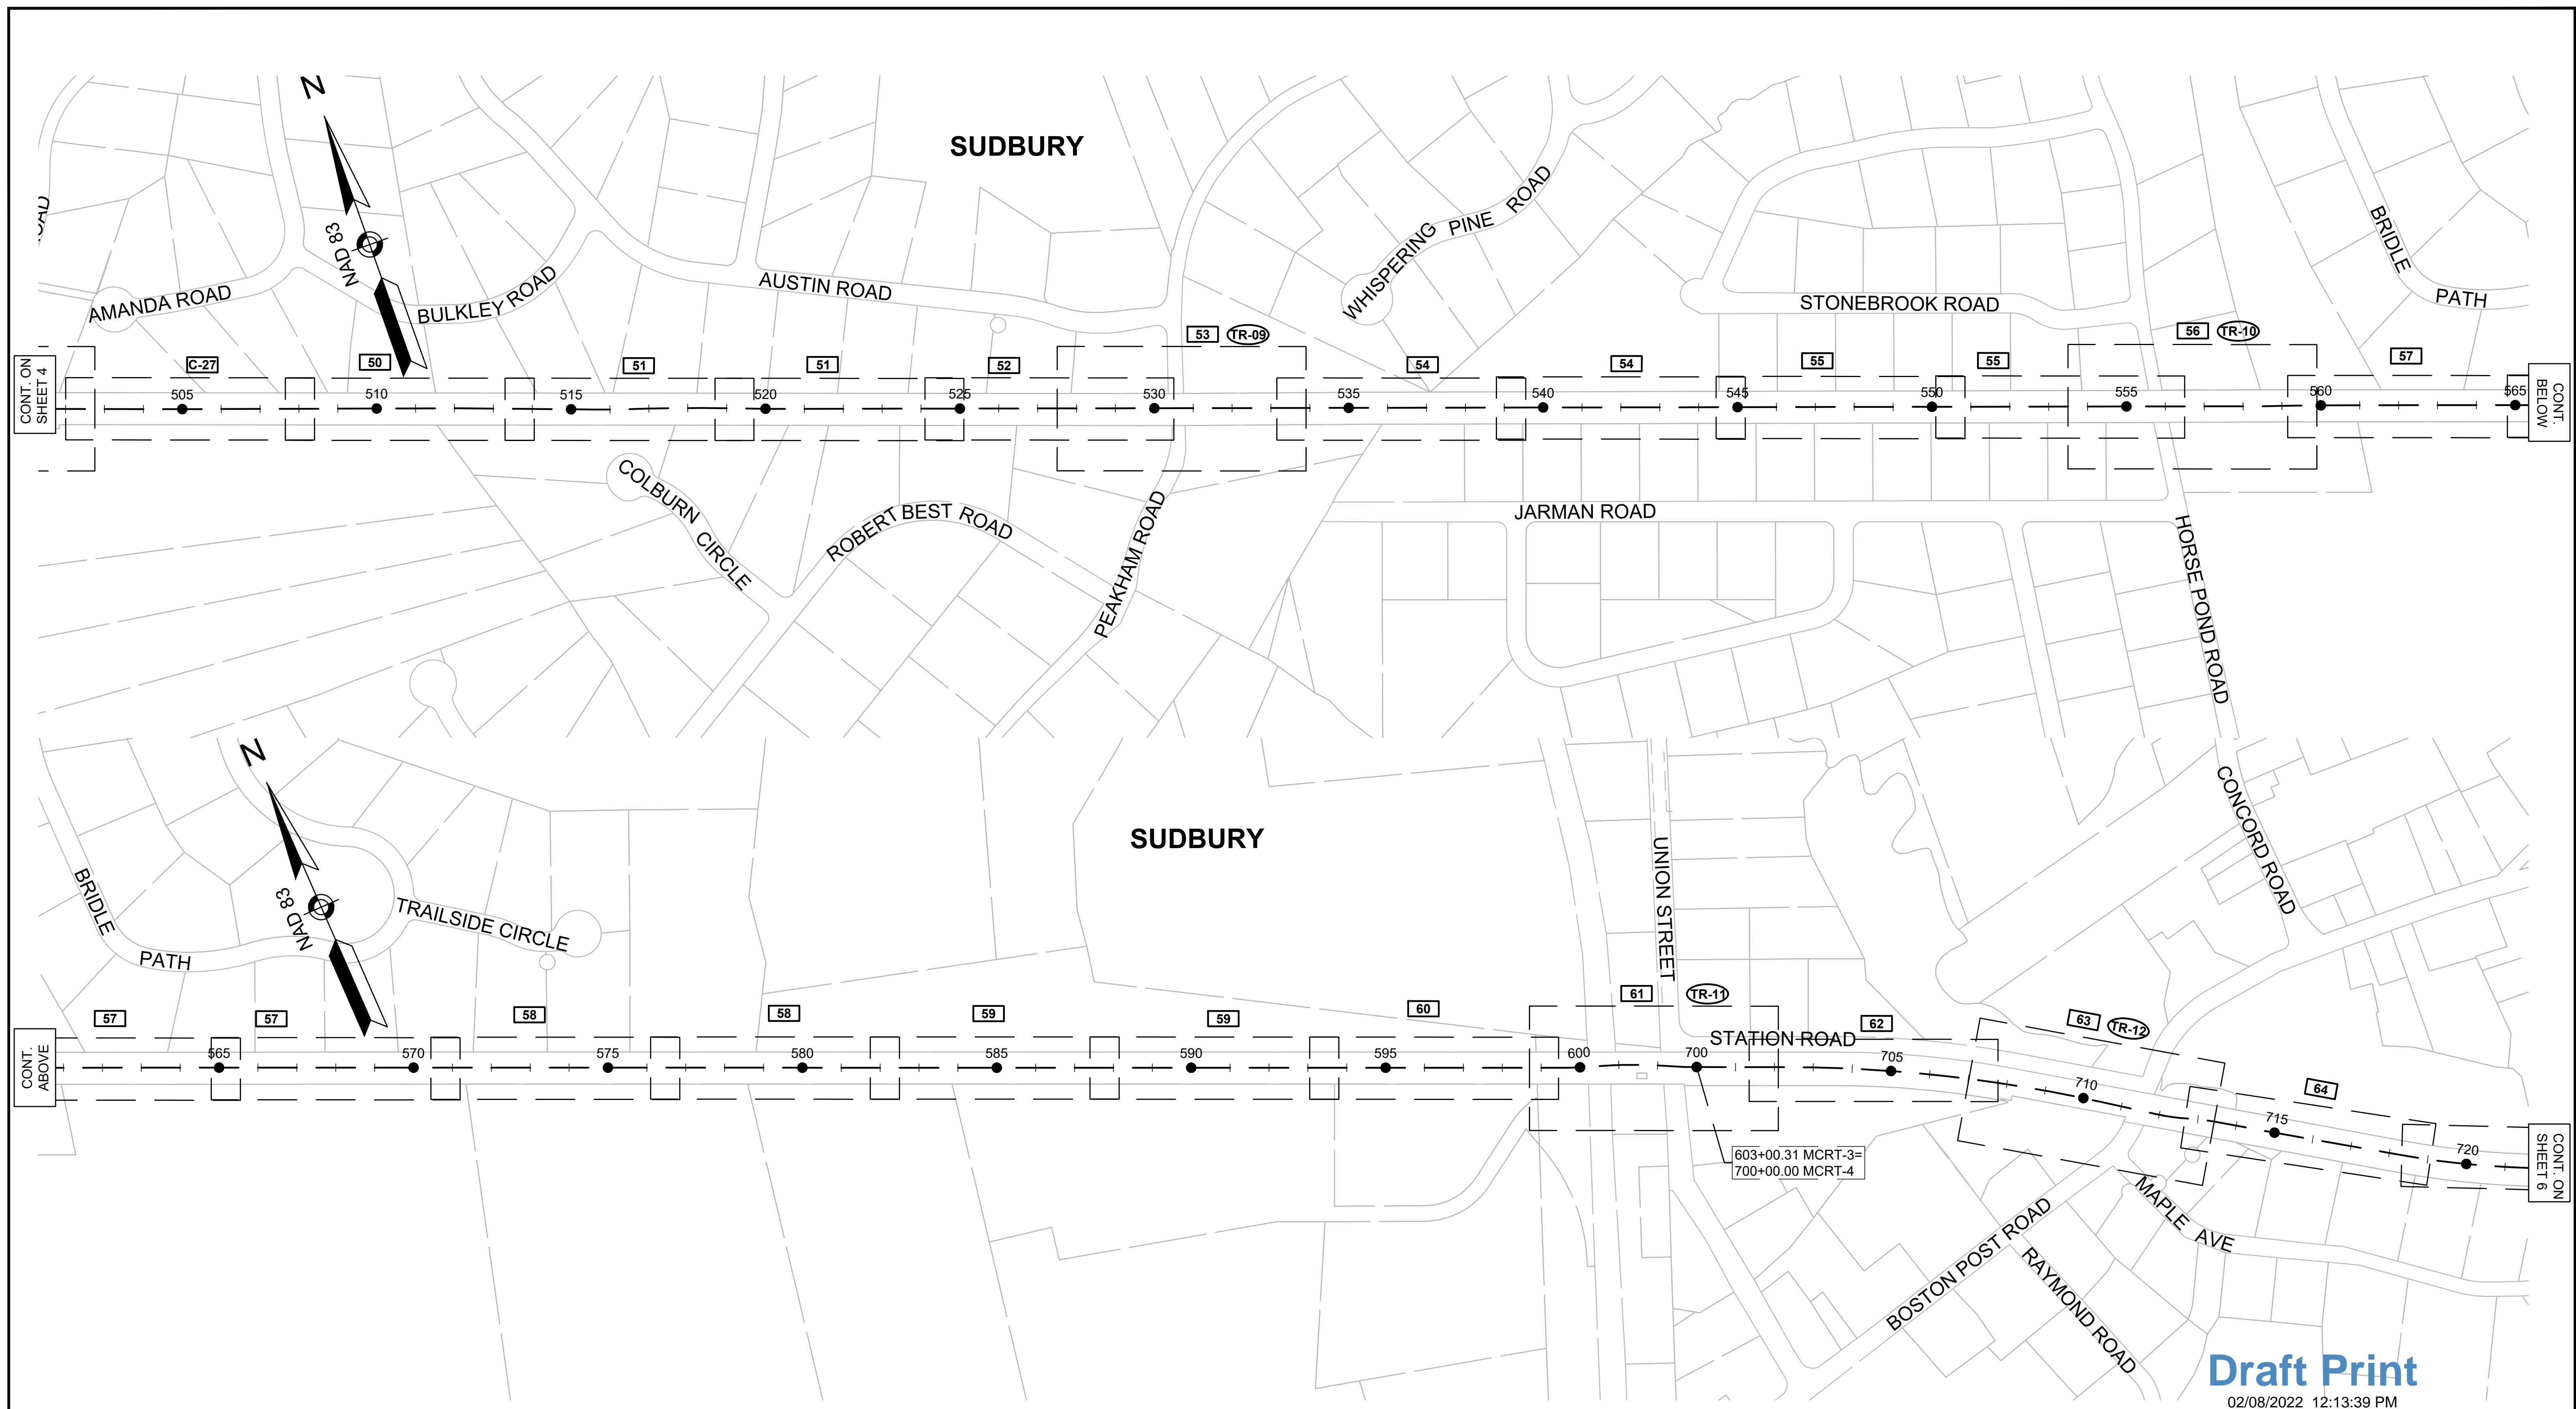 N
NAD 83
SUDBURY
AMANDA ROAD
BULKLEY ROAD
AUSTIN ROAD
WHISPERING PINE ROAD
STONEBROOK ROAD
BRIDLE PATH
CONT. ON
SHEET 4
C-27
50
51
51
52
53
TR-09
54
54
55
55
56
TR-10
57
505
510
515
520
525
530
535
540
545
550
555
560
565
CONT.
BELOW
COLBURN CIRCLE
ROBERT BEST ROAD
PEAKHAM ROAD
JARMAN ROAD
HORSE POND ROAD
N
NAD 83
SUDBURY
BRIDLE PATH
TRAILSIDE CIRCLE
UNION STREET
CONCORD ROAD
STATION ROAD
CONT.
ABOVE
57
57
58
58
59
59
60
61
TR-11
62
63
TR-12
64
565
570
575
580
585
590
595
600
700
705
710
715
720
CONT. ON
SHEET 6
603+00.31 MCRT-3=
700+00.00 MCRT-4
BOSTON POST ROAD
RAYMOND ROAD
MAPLE AVE
Draft Print
02/08/2022 12:13:39 PM